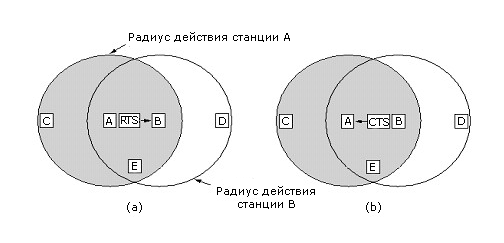 Радиус действия станции A
C
A
RTS
B
D
E
C
A
CTS
B
D
E
Радиус действия
станции B
(a)
(b)